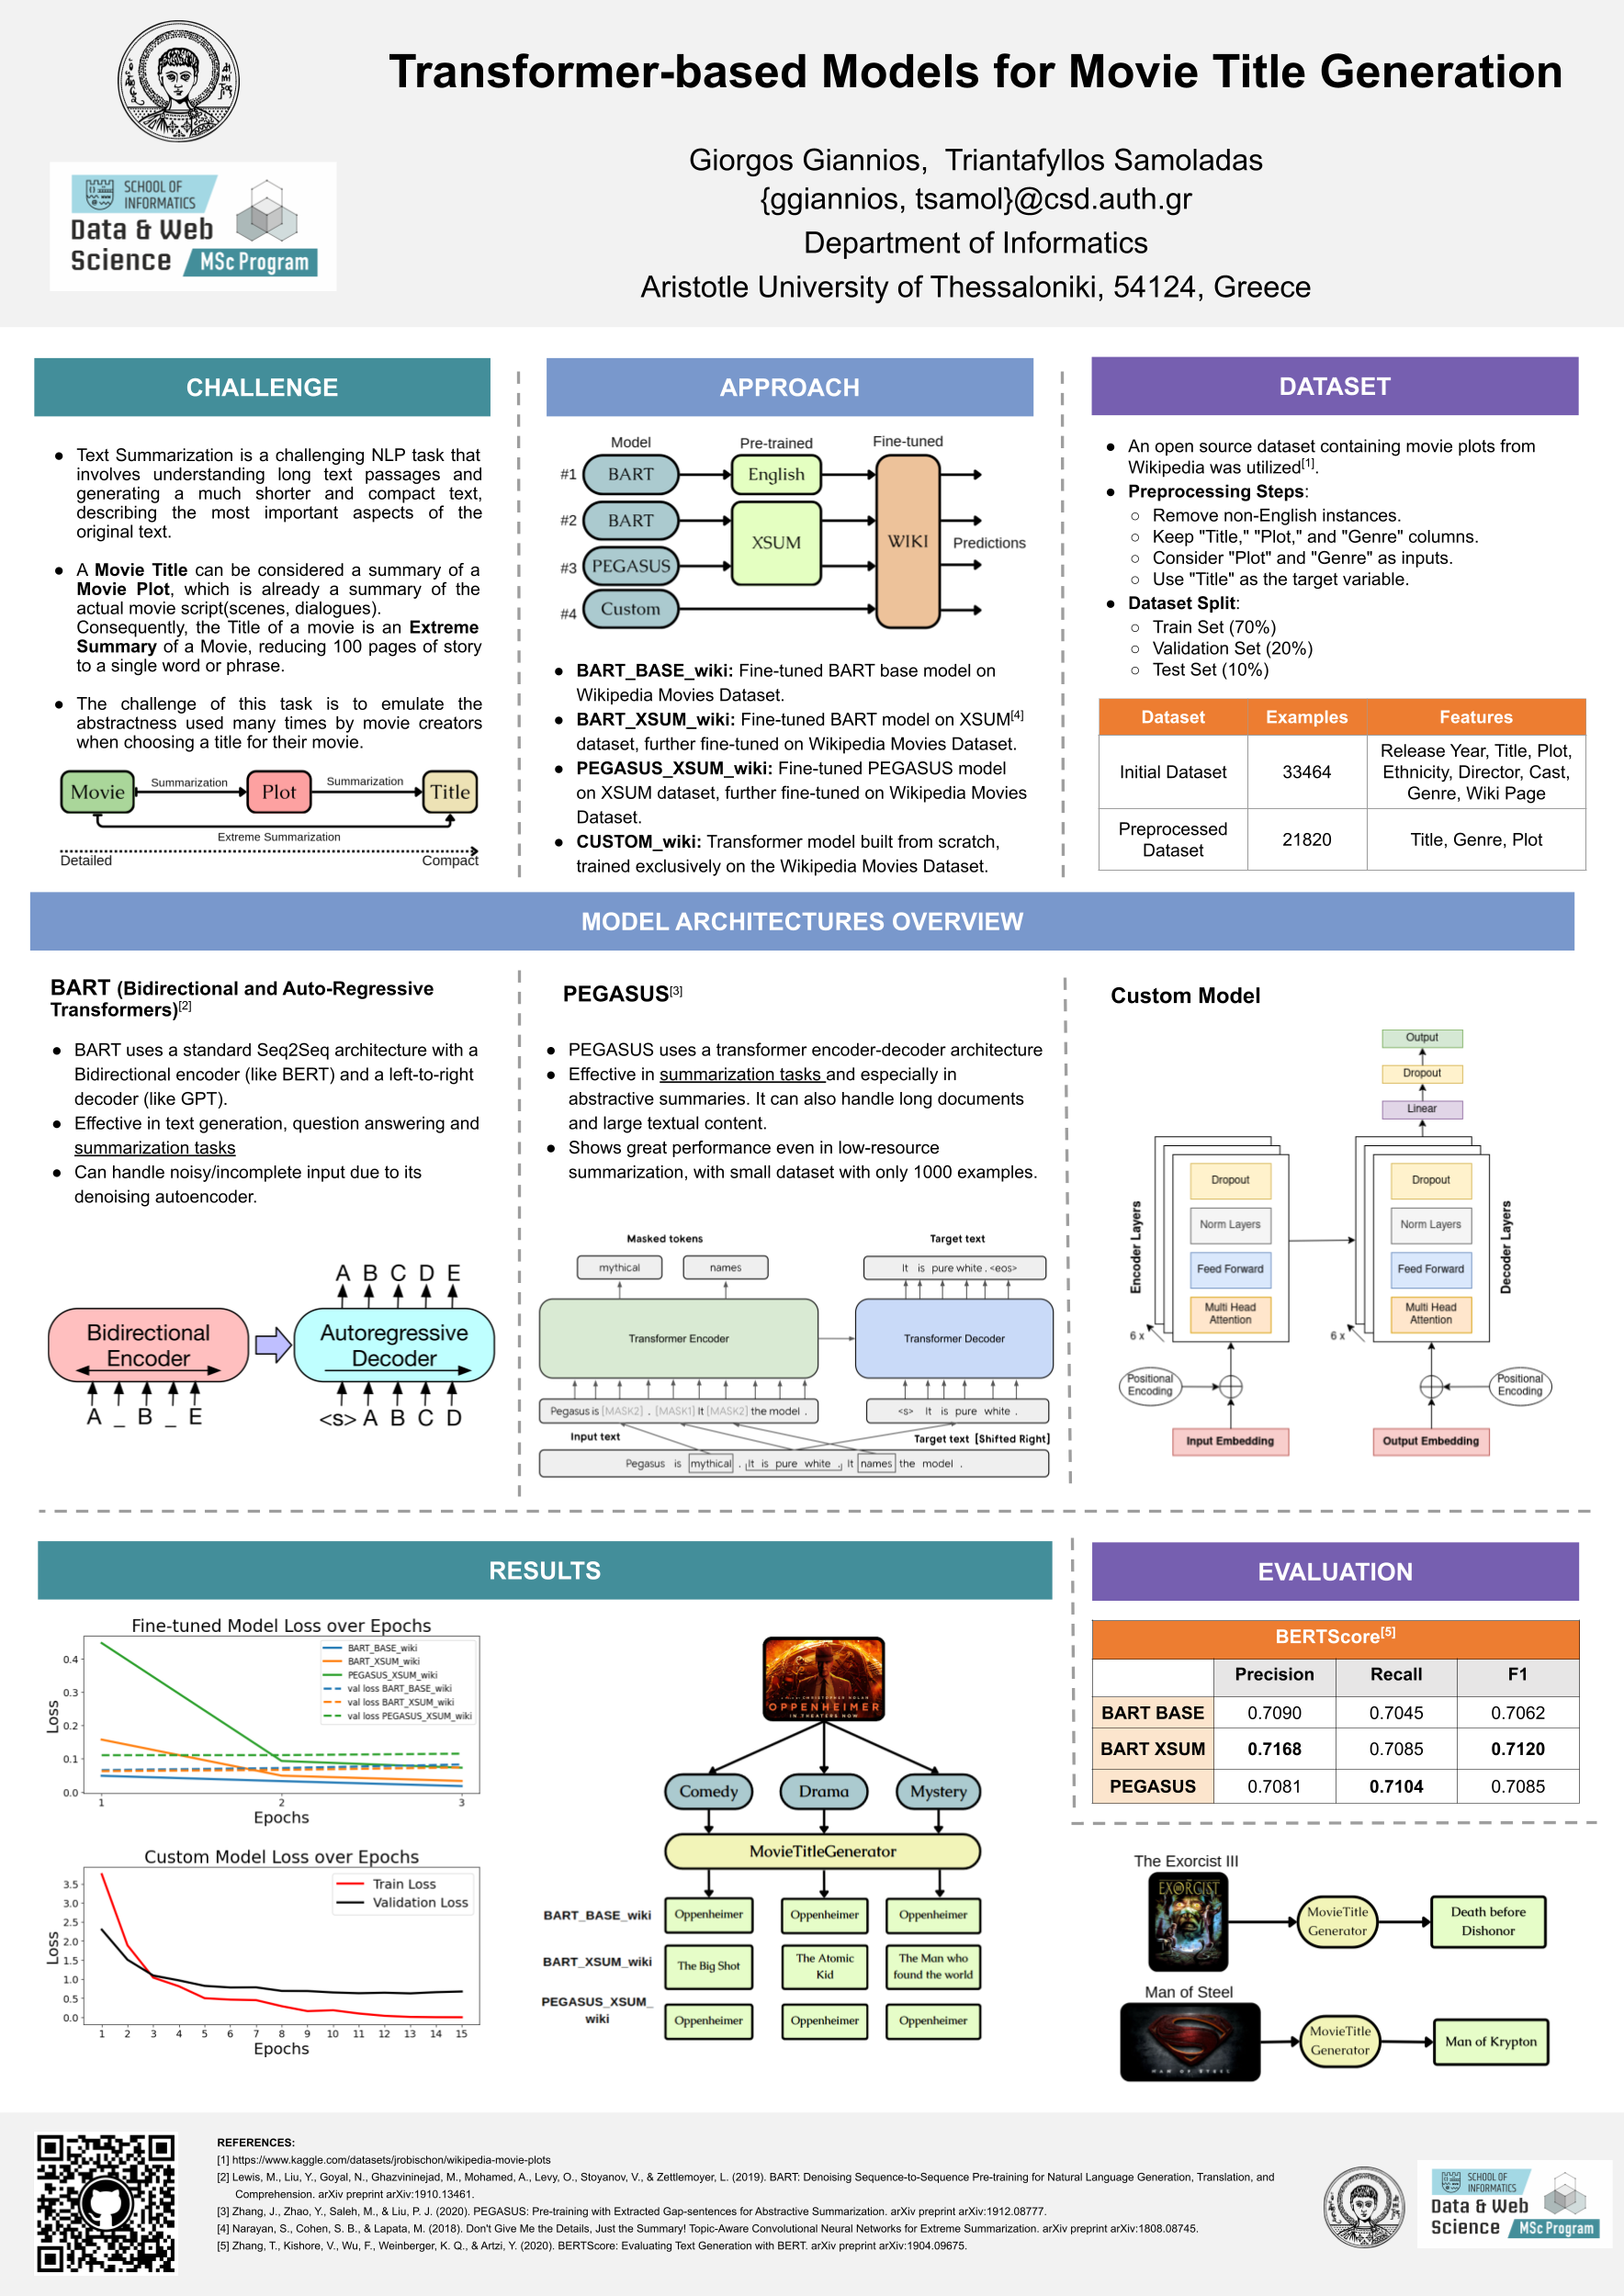 Transformer-based Models for Movie Title Generation
SCHOOL OF
INFORMATICS
Data & Web
Science MSc Program
Giorgos Giannios, Triantafyllos Samoladas
{ggiannios, tsamol}@csd.auth.gr
Department of Informatics
Aristotle University of Thessaloniki, 54124, Greece
CHALLENGE
● Text Summarization is a challenging NLP task that
involves understanding long text passages and
generating a much shorter and compact text,
describing the most important aspects of the
original text.
● A Movie Title can be considered a summary of a
Movie Plot, which is already a summary of the
actual movie script(scenes, dialogues).
Consequently, the Title of a movie is an Extreme
Summary of a Movie, reducing 100 pages of story
to a single word or phrase.
● The challenge of this task is to emulate the
abstractness used many times by movie creators
when choosing a title for their movie.
Movie Summarization Plot Summarization Title
Extreme Summarization
Detailed Compact
APPROACH
Model Pre-trained Fine-tuned
#1 BART English
#2 BART
XSUM WIKI Predictions
#3 PEGASUS
#4 Custom
● BART_BASE_wiki: Fine-tuned BART base model on
Wikipedia Movies Dataset.
● BART_XSUM_wiki: Fine-tuned BART model on XSUM[4]
dataset, further fine-tuned on Wikipedia Movies Dataset.
● PEGASUS_XSUM_wiki: Fine-tuned PEGASUS model
on XSUM dataset, further fine-tuned on Wikipedia Movies
Dataset.
● CUSTOM_wiki: Transformer model built from scratch,
trained exclusively on the Wikipedia Movies Dataset.
DATASET
● An open source dataset containing movie plots from
Wikipedia was utilized[1].
● Preprocessing Steps:
○ Remove non-English instances.
○ Keep "Title," "Plot," and "Genre" columns.
○ Consider "Plot" and "Genre" as inputs.
○ Use "Title" as the target variable.
● Dataset Split:
○ Train Set (70%)
○ Validation Set (20%)
○ Test Set (10%)
Dataset Examples Features
Initial Dataset 33464 Release Year, Title, Plot,
Ethnicity, Director, Cast,
Genre, Wiki Page
Preprocessed
Dataset 21820 Title, Genre, Plot
MODEL ARCHITECTURES OVERVIEW
BART (Bidirectional and Auto-Regressive
Transformers)[2]
● BART uses a standard Seq2Seq architecture with a
Bidirectional encoder (like BERT) and a left-to-right
decoder (like GPT).
● Effective in text generation, question answering and
summarization tasks
● Can handle noisy/incomplete input due to its
denoising autoencoder.
A B C D E
Bidirectional
Encoder
Autoregressive
Decoder
A _ B _ E
<s> A B C D
PEGASUS[3]
● PEGASUS uses a transformer encoder-decoder architecture
● Effective in summarization tasks and especially in
abstractive summaries. It can also handle long documents
and large textual content.
● Shows great performance even in low-resource
summarization, with small dataset with only 1000 examples.
Masked tokens Target text
mythical names It is pure white . <eos>
Transformer Encoder Transformer Decoder
Pegasus is [MASK2] . [MASK1] It [MASK2] the model . <s> It is pure white .
Input text Target text [Shifted Right]
Pegasus is mythical . It is pure white . It names the model .
Custom Model
Output
Dropout
Linear
Encoder Layers
Dropout
Norm Layers
Feed Forward
Multi Head
Attention
6 x
Dropout
Norm Layers
Feed Forward
Multi Head
Attention
6 x
Decoder Layers
Positional
Encoding
Positional
Encoding
Input Embedding Output Embedding
RESULTS
Fine-tuned Model Loss over Epochs
BART_BASE_wiki
BART_XSUM_wiki
PEGASUS_XSUM_wiki
val loss BART_BASE_wiki
val loss BART_XSUM_wiki
val loss PEGASUS_XSUM_wiki
Loss
0.4
0.3
0.2
0.1
0.0
1 2 3
Epochs
Custom Model Loss over Epochs
Train Loss
Validation Loss
Loss
3.5
3.0
2.5
2.0
1.5
1.0
0.5
0.0
1 2 3 4 5 6 7 8 9 10 11 12 13 14 15
Epochs
OPPENHEIMER
IN THEATERS NOW
Comedy Drama Mystery
MovieTitleGenerator
BART_BASE_wiki Oppenheimer Oppenheimer Oppenheimer
BART_XSUM_wiki The Big Shot The Atomic
Kid The Man who
found the world
PEGASUS_XSUM_
wiki Oppenheimer Oppenheimer Oppenheimer
EVALUATION
BERTScore[5]
Precision Recall F1
BART BASE 0.7090 0.7045 0.7062
BART XSUM 0.7168 0.7085 0.7120
PEGASUS 0.7081 0.7104 0.7085
The Exorcist III
EXORCIST
MovieTitle
Generator
Death before
Dishonor
Man of Steel
MAN OF STEEL
MovieTitle
Generator
Man of Krypton
REFERENCES:
[1] https://www.kaggle.com/datasets/jrobischon/wikipedia-movie-plots
[2] Lewis, M., Liu, Y., Goyal, N., Ghazvininejad, M., Mohamed, A., Levy, O., Stoyanov, V., & Zettlemoyer, L. (2019). BART: Denoising Sequence-to-Sequence Pre-training for Natural Language Generation, Translation, and
Comprehension. arXiv preprint arXiv:1910.13461.
[3] Zhang, J., Zhao, Y., Saleh, M., & Liu, P. J. (2020). PEGASUS: Pre-training with Extracted Gap-sentences for Abstractive Summarization. arXiv preprint arXiv:1912.08777.
[4] Narayan, S., Cohen, S. B., & Lapata, M. (2018). Don't Give Me the Details, Just the Summary! Topic-Aware Convolutional Neural Networks for Extreme Summarization. arXiv preprint arXiv:1808.08745.
[5] Zhang, T., Kishore, V., Wu, F., Weinberger, K. Q., & Artzi, Y. (2020). BERTScore: Evaluating Text Generation with BERT. arXiv preprint arXiv:1904.09675.
SCHOOL OF
INFORMATICS
Data & Web
Science MSc Program